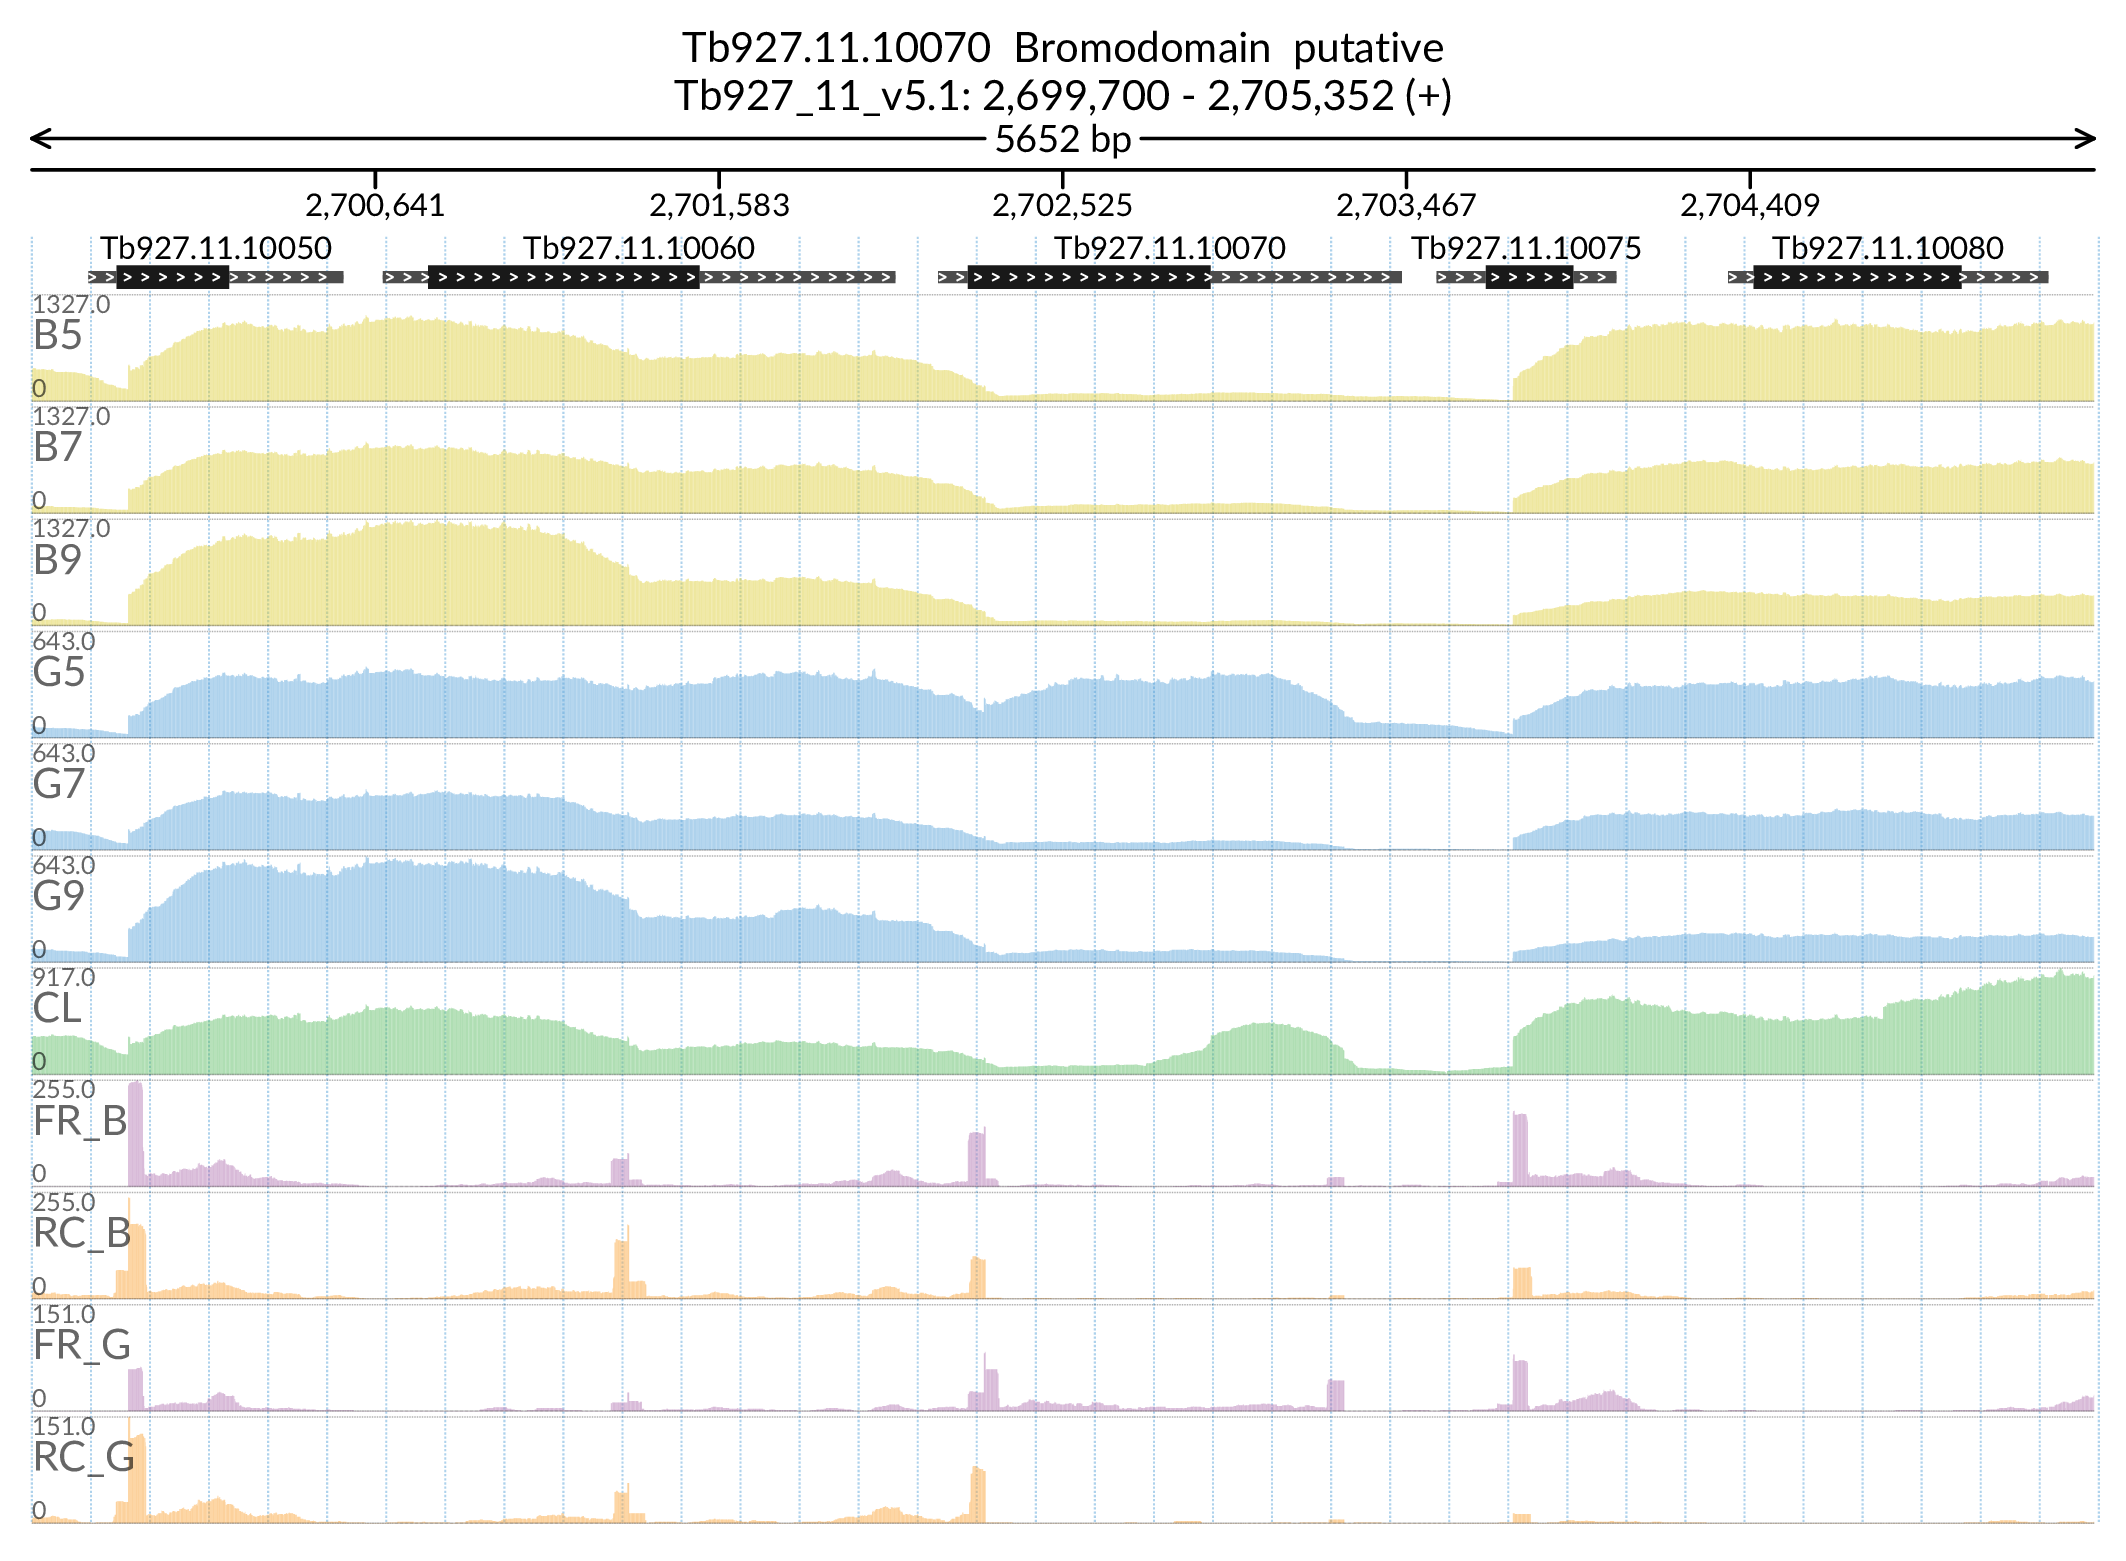 Tb927.11.10070 Bromodomain putative
Tb927_11_v5.1: 2,699,700 - 2,705,352 (+)
5652 bp
2,700,641 2,701,583 2,702,525 2,703,467 2,704,409
Tb927.11.10050 Tb927.11.10060 Tb927.11.10070 Tb927.11.10075 Tb927.11.10080
1327.0
B5
0
1327.0
B7
0
1327.0
B9
0
643.0
G5
0
643.0
G7
0
643.0
G9
0
917.0
CL
0
255.0
FR_B
0
255.0
RC_B
0
151.0
FR_G
0
151.0
RC_G
0